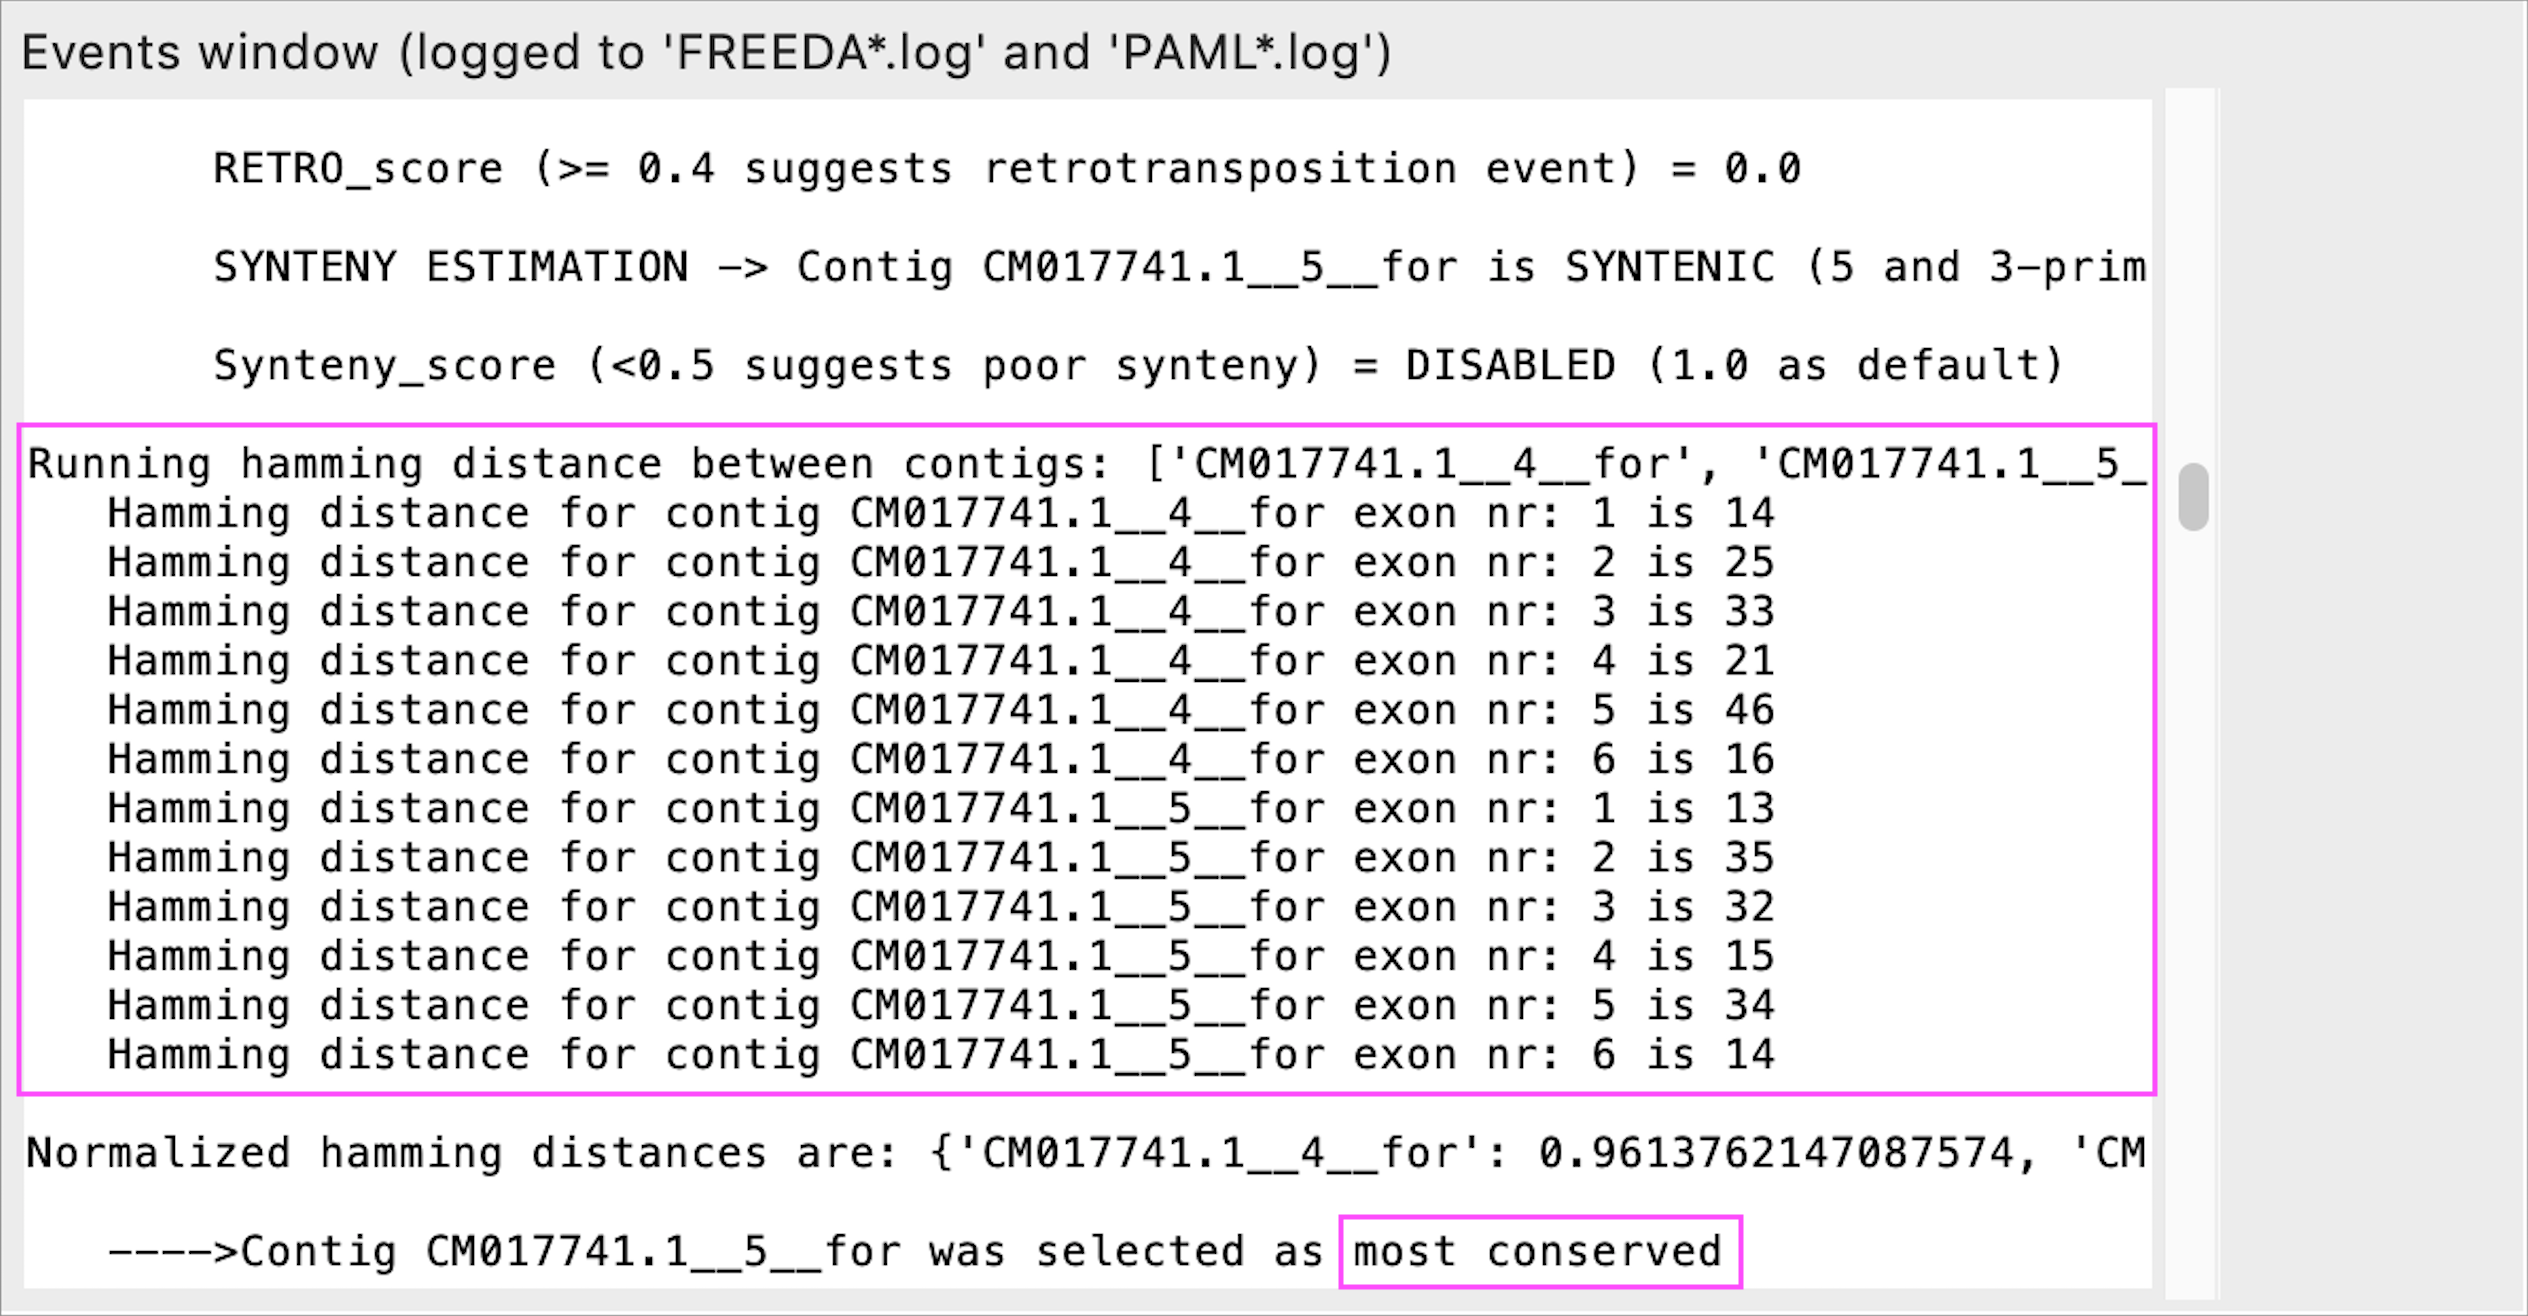 Events window (logged to 'FREEDA*.log' and 'PAML*.log')
RETRO_score (>= 0.4 suggests retrotransposition event) = 0.0
SYNTENY ESTIMATION -> Contig CM017741.1__5__for is SYNTENIC (5 and 3-prim
Synteny_score (<0.5 suggests poor synteny) = DISABLED (1.0 as default)
Running hamming distance between contigs: ['CM017741.1__4__for', 'CM017741.1__5_
Hamming distance for contig CM017741.1__4__for exon nr: 1 is 14
Hamming distance for contig CM017741.1__4__for exon nr: 2 is 25
Hamming distance for contig CM017741.1__4__for exon nr: 3 is 33
Hamming distance for contig CM017741.1__4__for exon nr: 4 is 21
Hamming distance for contig CM017741.1__4__for exon nr: 5 is 46
Hamming distance for contig CM017741.1__4__for exon nr: 6 is 16
Hamming distance for contig CM017741.1__5__for exon nr: 1 is 13
Hamming distance for contig CM017741.1__5__for exon nr: 2 is 35
Hamming distance for contig CM017741.1__5__for exon nr: 3 is 32
Hamming distance for contig CM017741.1__5__for exon nr: 4 is 15
Hamming distance for contig CM017741.1__5__for exon nr: 5 is 34
Hamming distance for contig CM017741.1__5__for exon nr: 6 is 14
Normalized hamming distances are: {'CM017741.1__4__for': 0.9613762147087574, 'CM
---->Contig CM017741.1__5__for was selected as most conserved